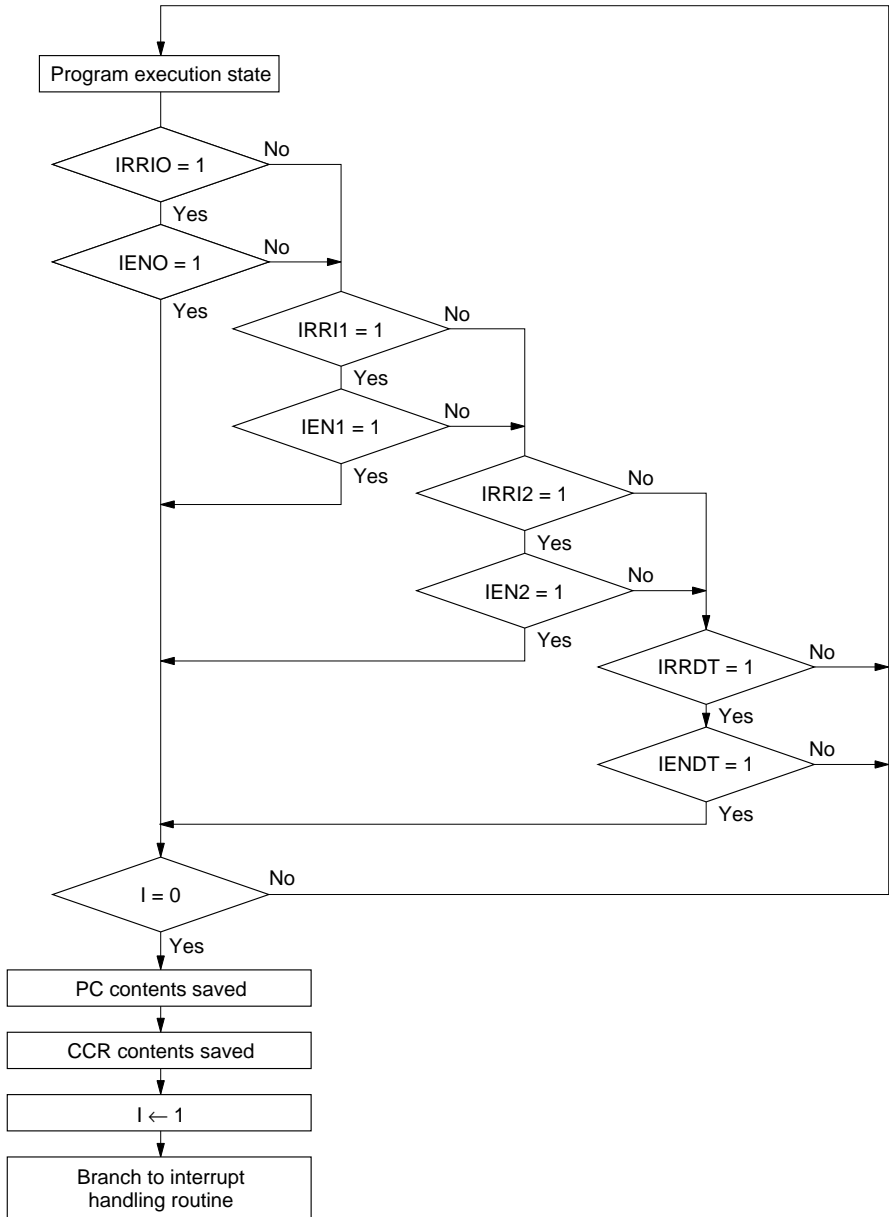 Program execution state
IRRIO = 1
No
Yes
IENO = 1
No
Yes
IRRI1 = 1
No
Yes
IEN1 = 1
No
Yes
IRRI2 = 1
No
Yes
IEN2 = 1
No
Yes
IRRDT = 1
No
Yes
IENDT = 1
No
Yes
I = 0
No
Yes
PC contents saved
CCR contents saved
I ← 1
Branch to interrupt
handling routine